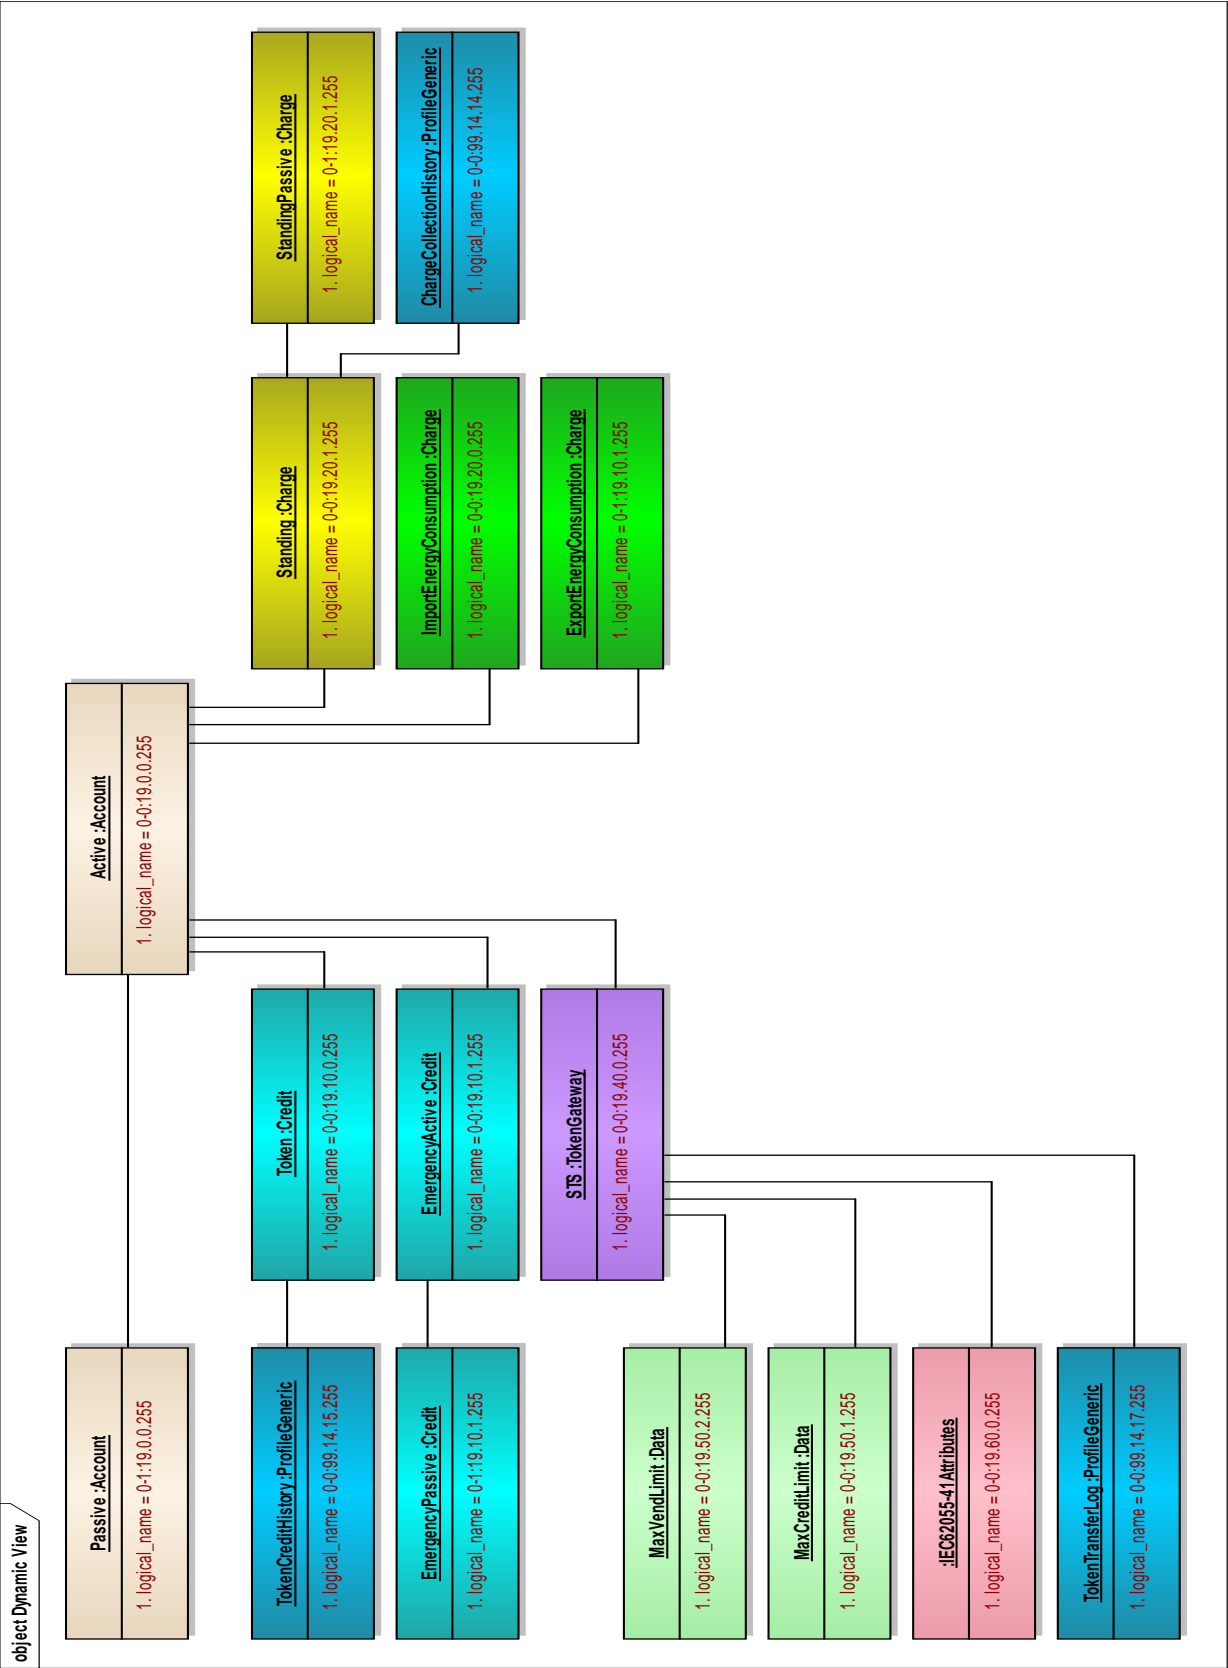 object Dynamic View
Passive :Account
1. logical_name = 0-1:19.0.0.255
Active :Account
1. logical_name = 0-0:19.0.0.255
TokenCreditHistory :ProfileGeneric
1. logical_name = 0-0:99.14.15.255
Token :Credit
1. logical_name = 0-0:19.10.0.255
Standing :Charge
1. logical_name = 0-0:19.20.1.255
StandingPassive :Charge
1. logical_name = 0-1:19.20.1.255
EmergencyPassive :Credit
1. logical_name = 0-1:19.10.1.255
EmergencyActive :Credit
1. logical_name = 0-0:19.10.1.255
ImportEnergyConsumption :Charge
1. logical_name = 0-0:19.20.0.255
ChargeCollectionHistory :ProfileGeneric
1. logical_name = 0-0:99.14.14.255
STS :TokenGateway
1. logical_name = 0-0:19.40.0.255
ExportEnergyConsumption :Charge
1. logical_name = 0-1:19.10.1.255
MaxVendLimit :Data
1. logical_name = 0-0:19.50.2.255
MaxCreditLimit :Data
1. logical_name = 0-0:19.50.1.255
:IEC62055-41Attributes
1. logical_name = 0-0:19.60.0.255
TokenTransferLog :ProfileGeneric
1. logical_name = 0-0:99.14.17.255